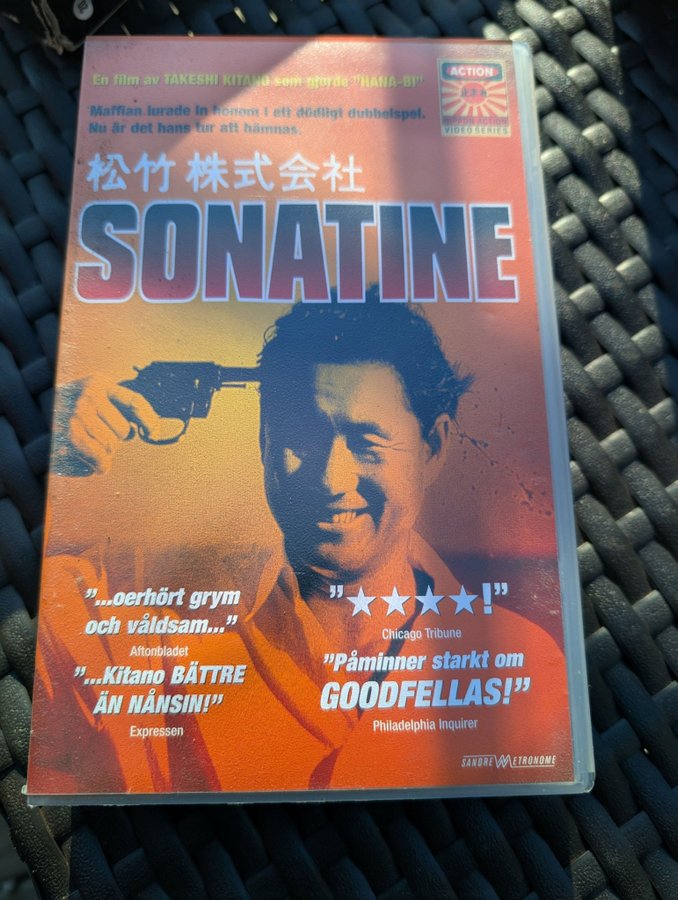 En film av TAKESHI KITANO som gjorde "HANA-BI"
Maffian lurade in honom i ett dödligt dubbelspel.
Nu är det hans tur att hämnas.
ACTION
NIPPON ACTION
VIDEO SERIES
松竹 株式会社
SONATINE
"...oerhört grym
och våldsam..."
Aftonbladet
"...Kitano BÄTTRE
ÄN NÅNSIN!"
Expressen
"★★★★!"
Chicago Tribune
"Påminner starkt om
GOODFELLAS!"
Philadelphia Inquirer
SANDREW METRONOME